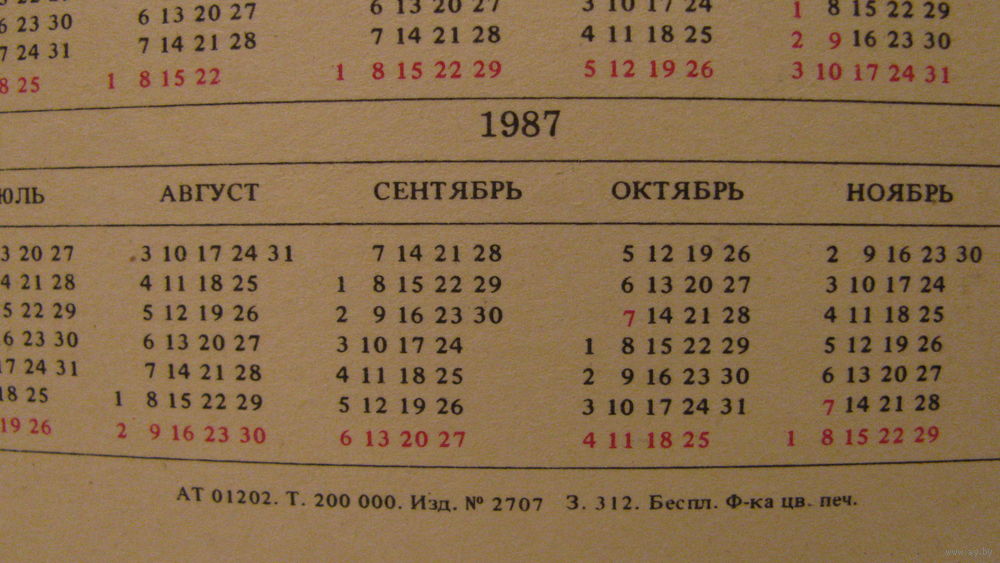 6 13 20 27 6 13 20 27 3 10 17 24 1 8 15 22 29
6 23 30 7 14 21 28 7 14 21 28 4 11 18 25 2 9 16 23 30
7 24 31 1 8 15 22 1 8 15 22 29 5 12 19 26 3 10 17 24 31
8 25
1987
ЮЛЬ АВГУСТ СЕНТЯБРЬ ОКТЯБРЬ НОЯБРЬ
3 20 27 3 10 17 24 31 7 14 21 28 5 12 19 26 2 9 16 23 30
4 21 28 4 11 18 25 1 8 15 22 29 6 13 20 27 3 10 17 24
5 22 29 5 12 19 26 2 9 16 23 30 7 14 21 28 4 11 18 25
6 23 30 6 13 20 27 3 10 17 24 1 8 15 22 29 5 12 19 26
17 24 31 7 14 21 28 4 11 18 25 2 9 16 23 30 6 13 20 27
18 25 1 8 15 22 29 5 12 19 26 3 10 17 24 31 7 14 21 28
19 26 2 9 16 23 30 6 13 20 27 4 11 18 25 1 8 15 22 29
АТ 01202. Т. 200 000. Изд. № 2707 З. 312. Беспл. Ф-ка цв. печ.
www.ay.by